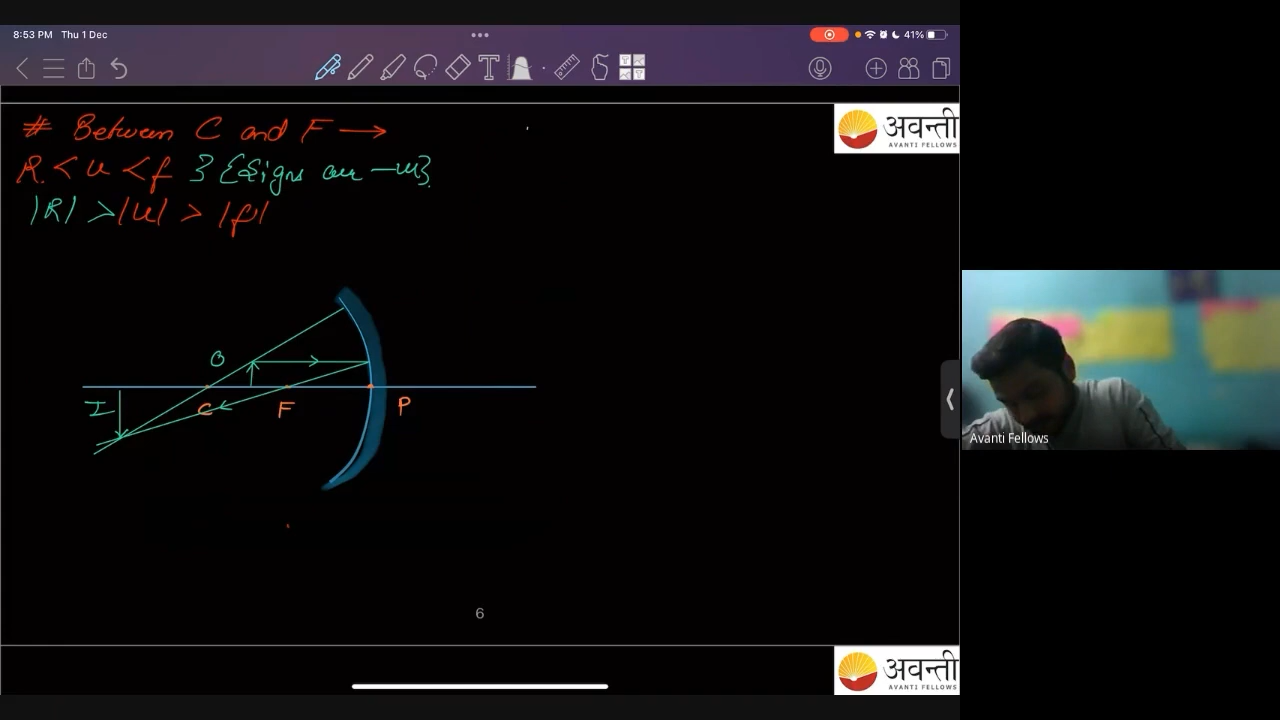 8:53 PM Thu 1 Dec
41%
अवन्ती
AVANTI FELLOWS
# Between C and F →
R < u < f } {Signs are -ve}
|R| > |u| > |f|
O
I
C
F
P
Avanti Fellows
6
अवन्ती
AVANTI FELLOWS